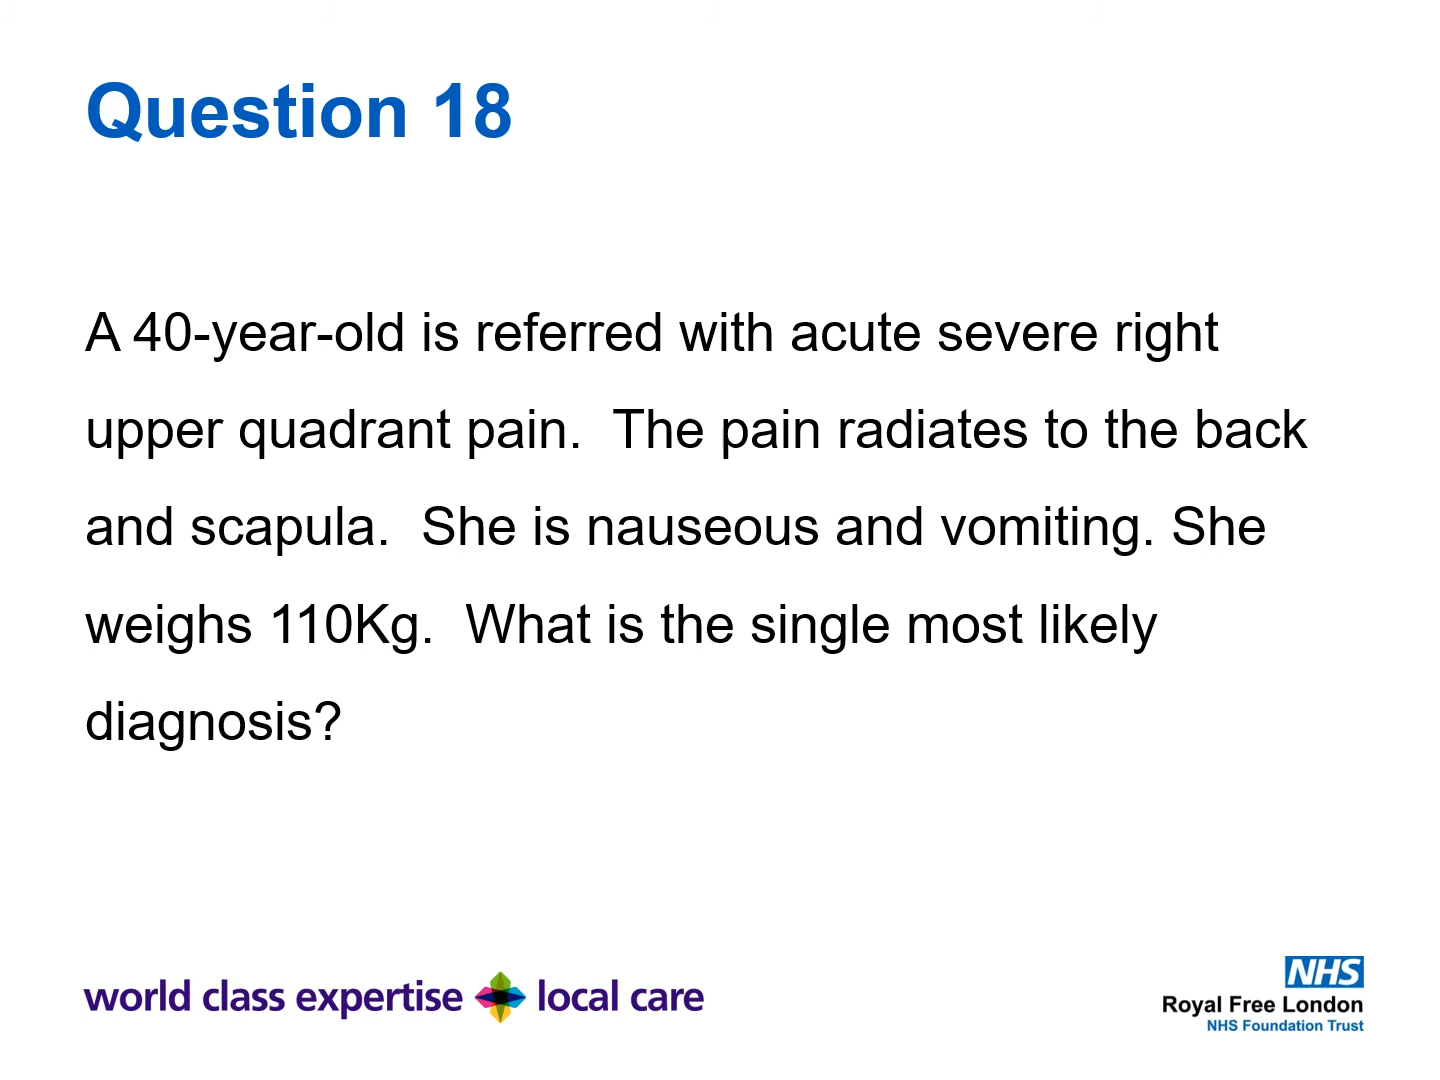 Question 18
A 40-year-old is referred with acute severe right
upper quadrant pain.  The pain radiates to the back
and scapula.  She is nauseous and vomiting. She
weighs 110Kg.  What is the single most likely
diagnosis?
world class expertise local care
NHS
Royal Free London
NHS Foundation Trust